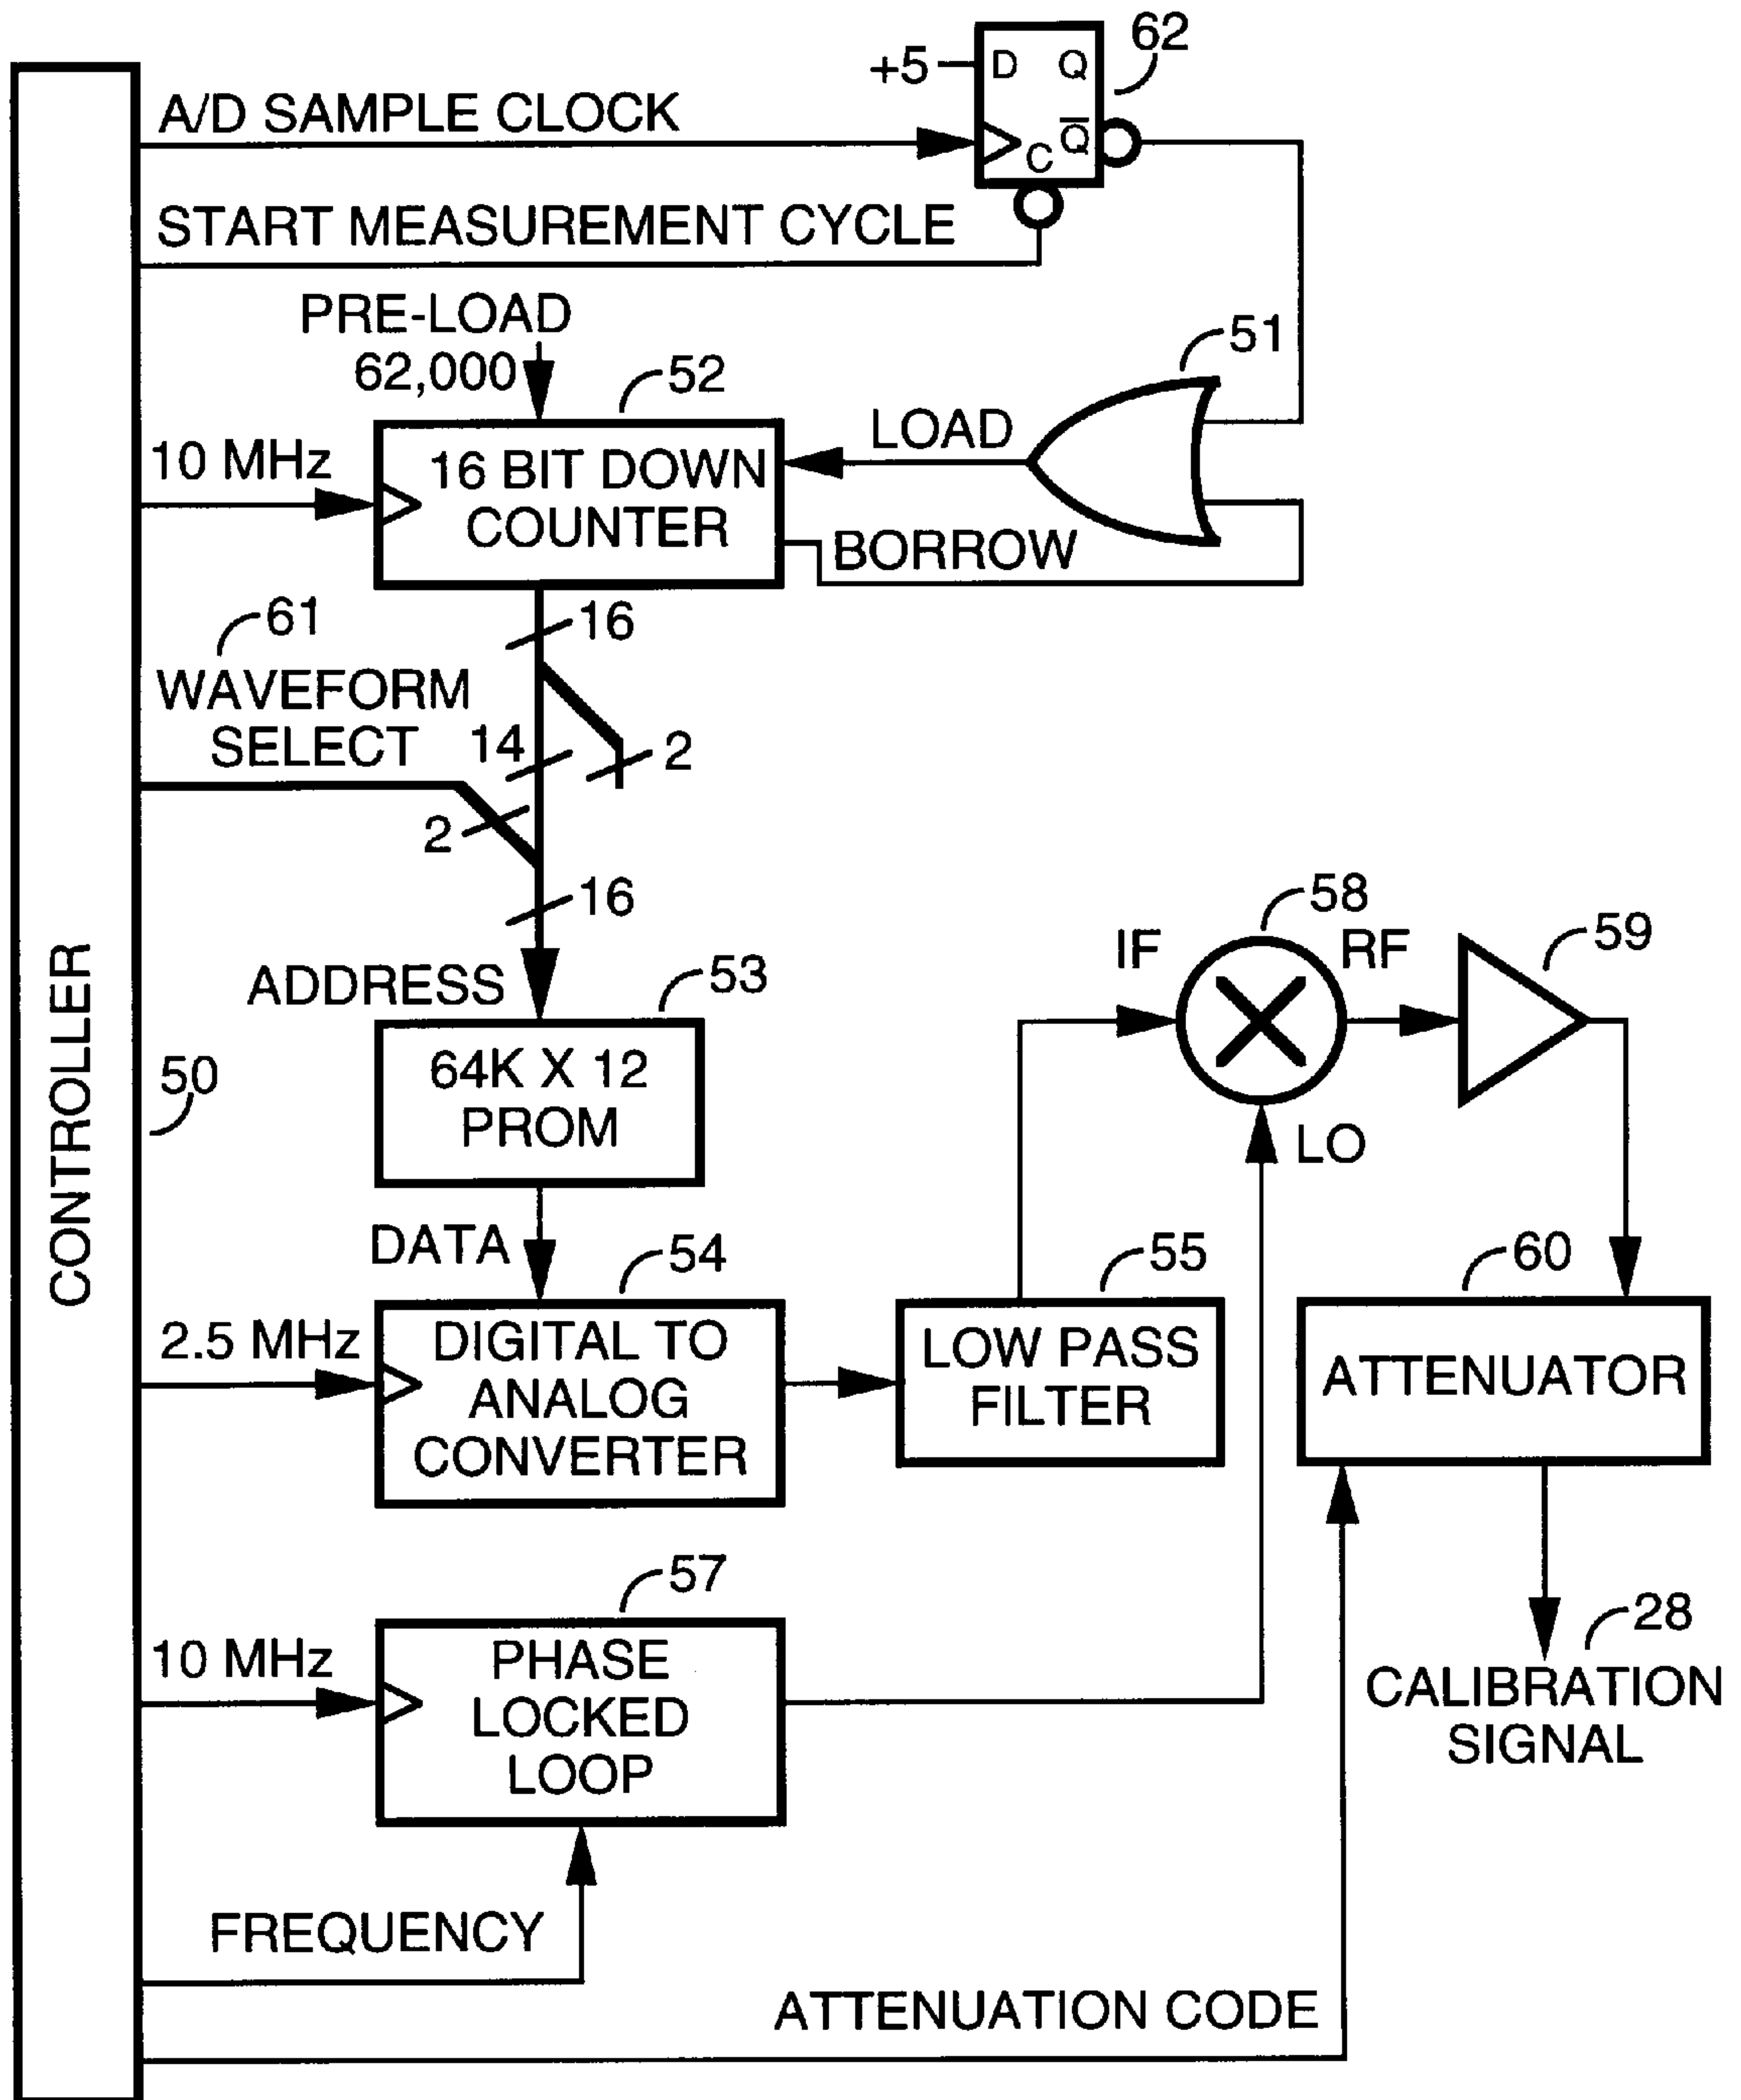 62
+5
D Q
A/D SAMPLE CLOCK
C Q̅
START MEASUREMENT CYCLE
PRE-LOAD
62,000
51
52
LOAD
10 MHz
16 BIT DOWN
COUNTER
BORROW
16
61
WAVEFORM
SELECT
14
2
2
16
58
IF
RF
59
ADDRESS
53
64K X 12
PROM
50
CONTROLLER
LO
DATA
54
55
60
2.5 MHz
DIGITAL TO
ANALOG
CONVERTER
LOW PASS
FILTER
ATTENUATOR
57
10 MHz
PHASE
LOCKED
LOOP
28
CALIBRATION
SIGNAL
FREQUENCY
ATTENUATION CODE